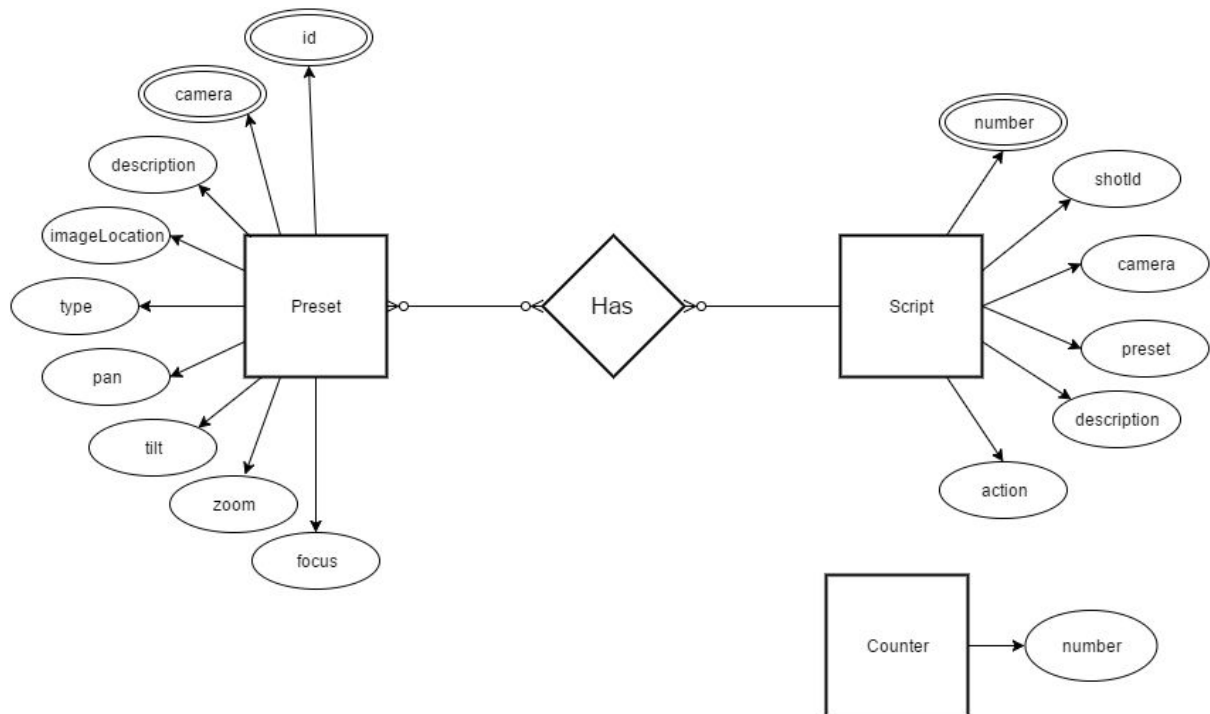 id
camera
description
imageLocation
type
pan
tilt
zoom
focus
Preset
Has
Script
number
shotId
camera
preset
description
action
Counter
number